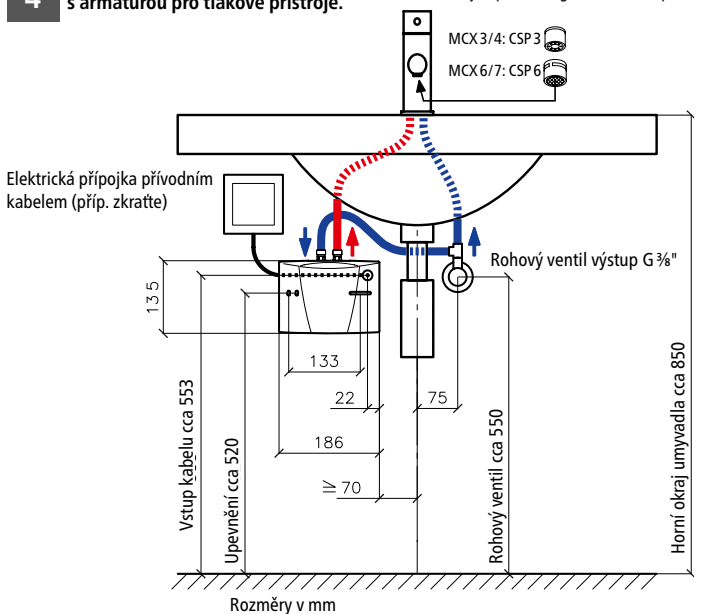 4 s armaturou pro tlakové přístroje.
MCX 3/4: CSP 3
MCX 6/7: CSP 6
Elektrická přípojka přívodním
kabelem (příp. zkraťte)
Rohový ventil výstup G ⅜"
135
133
22
75
186
≥ 70
Vstup kabelu cca 553
Upevnění cca 520
Rohový ventil cca 550
Horní okraj umyvadla cca 850
Rozměry v mm